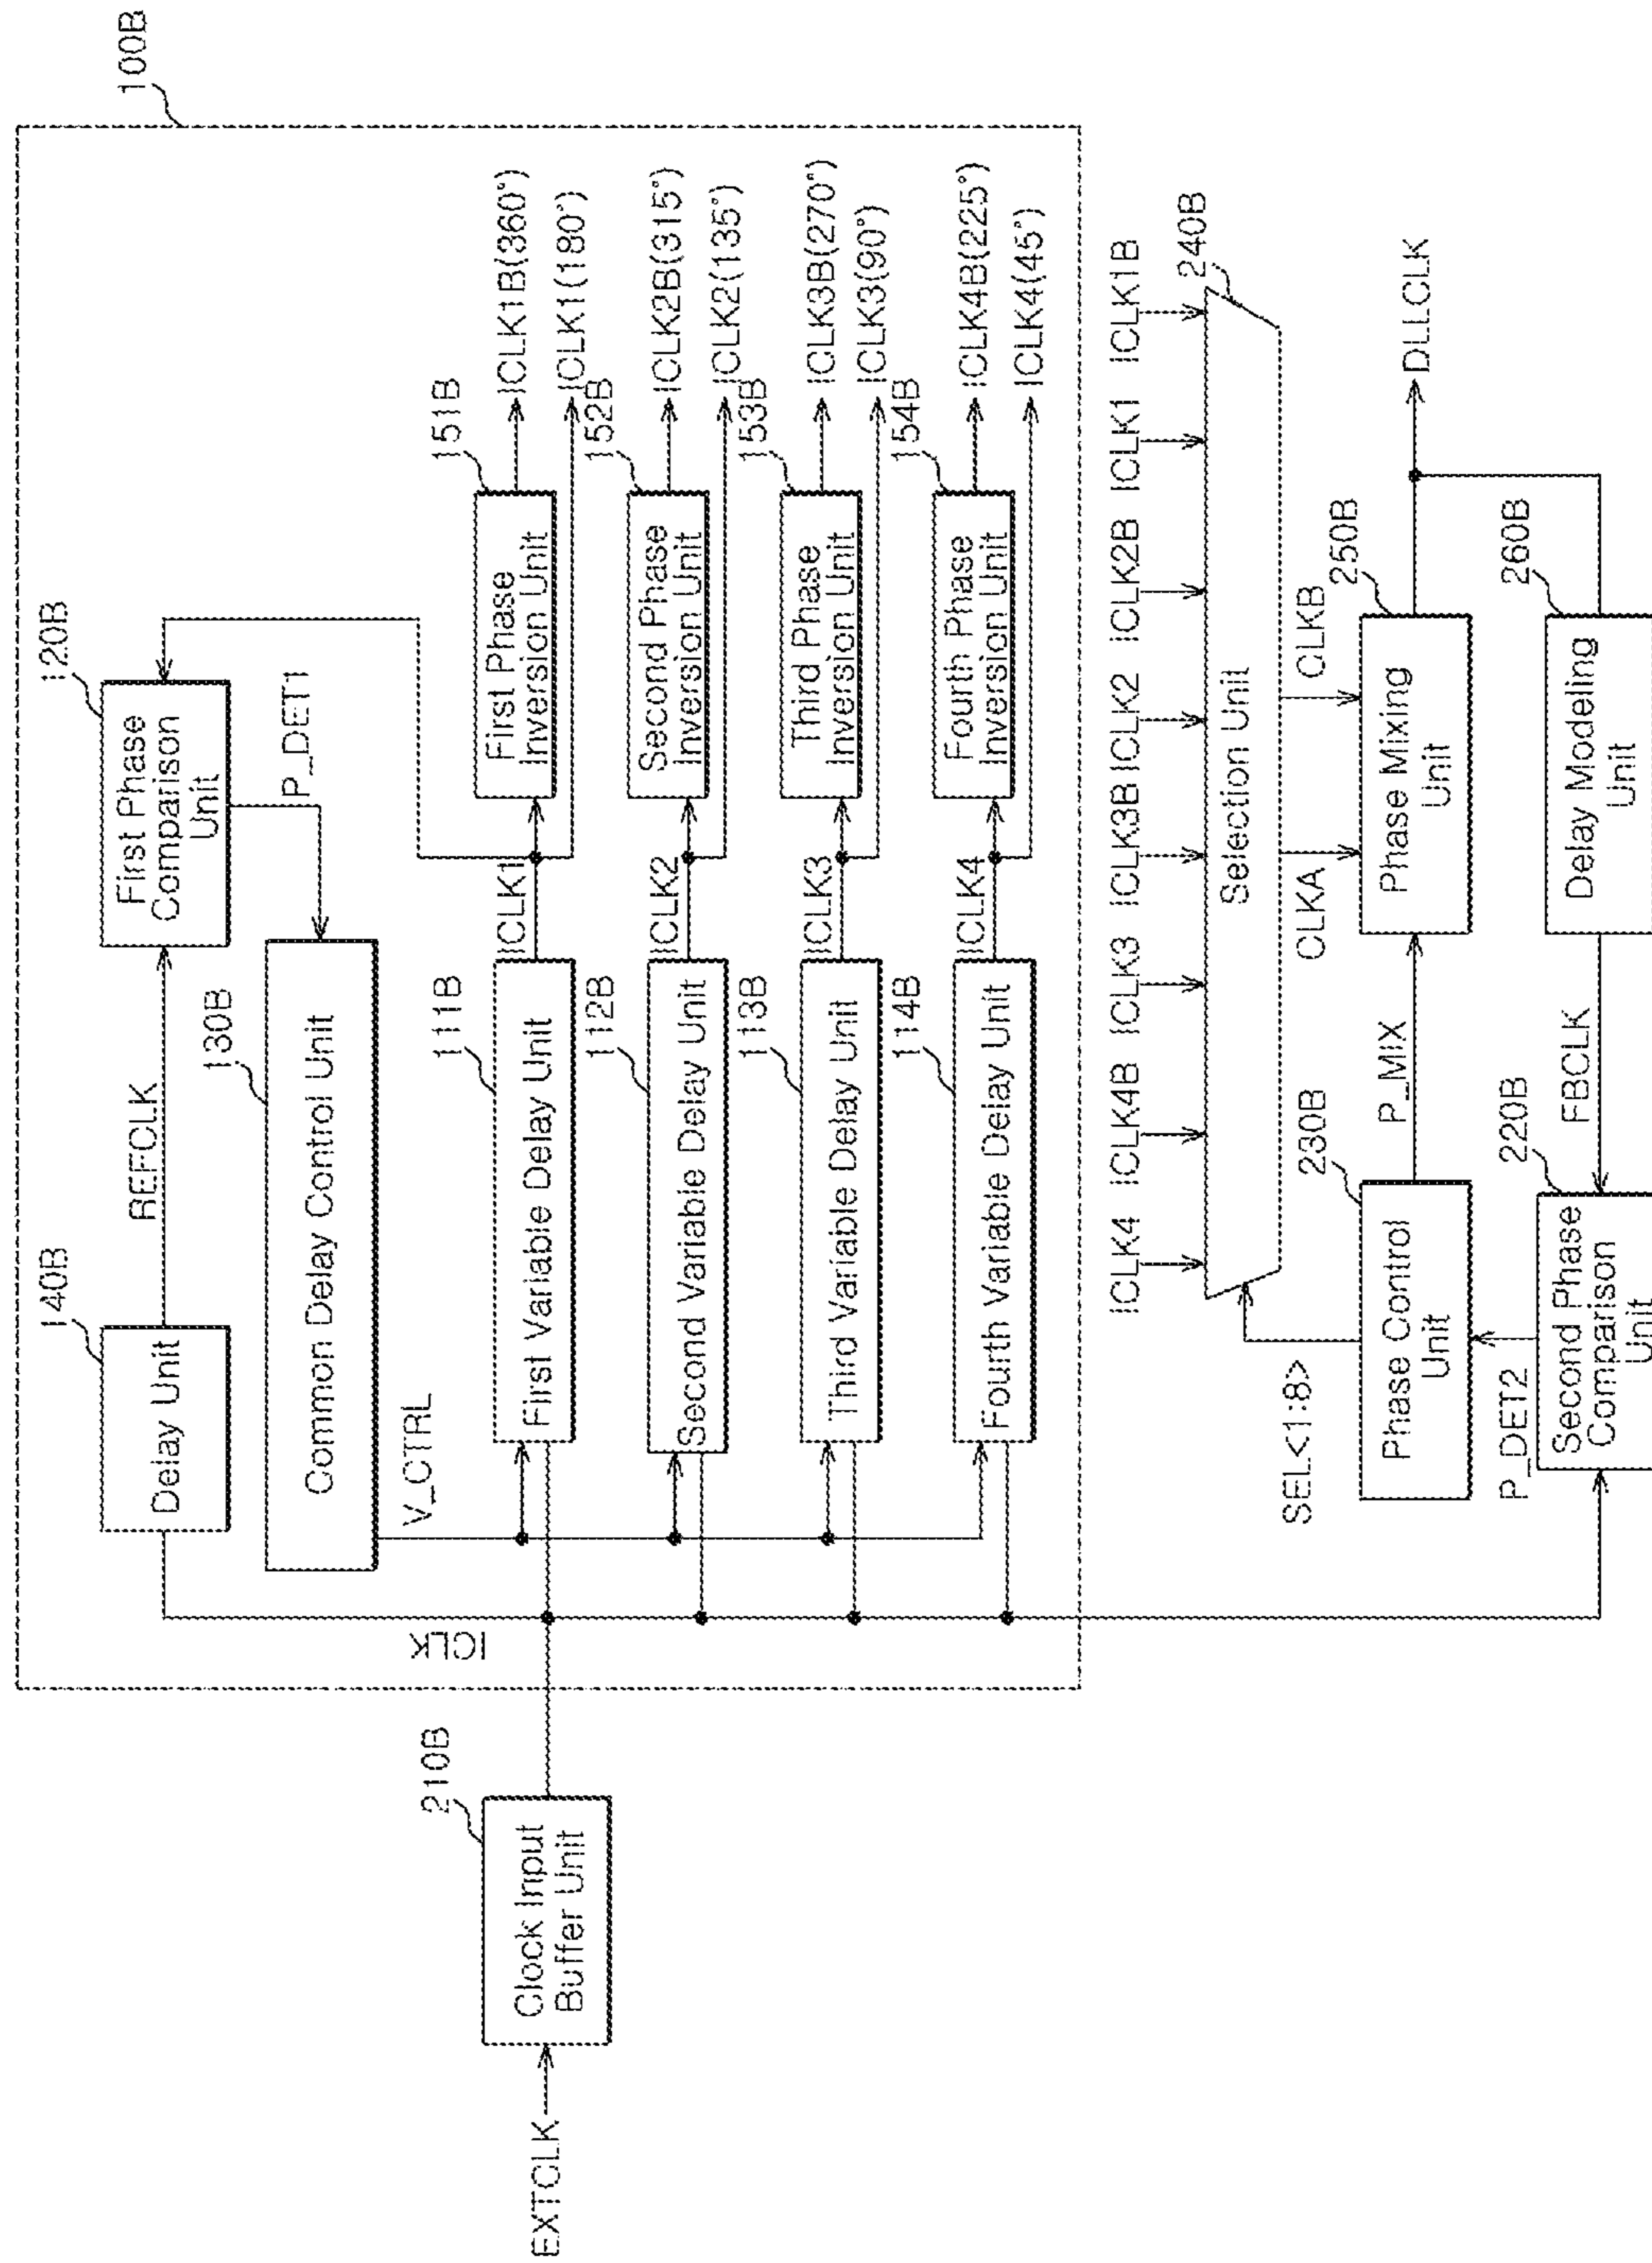 100B
140B
Delay Unit
REFCLK
120B
First Phase
Comparison
Unit
P_DET1
130B
Common Delay Control Unit
V_CTRL
ICLK
EXTCLK
210B
Clock Input
Buffer Unit
111B
First Variable Delay Unit
ICLK1
151B
First Phase
Inversion Unit
ICLK1B(360°)
ICLK1(180°)
112B
Second Variable Delay Unit
ICLK2
152B
Second Phase
Inversion Unit
ICLK2B(315°)
ICLK2(135°)
113B
Third Variable Delay Unit
ICLK3
153B
Third Phase
Inversion Unit
ICLK3B(270°)
ICLK3(90°)
114B
Fourth Variable Delay Unit
ICLK4
154B
Fourth Phase
Inversion Unit
ICLK4B(225°)
ICLK4(45°)
ICLK4 ICLK4B ICLK3 ICLK3B ICLK2 ICLK2B ICLK1 ICLK1B
240B
Selection Unit
SEL<1:8>
CLKA
CLKB
230B
Phase Control
Unit
P_MIX
250B
Phase Mixing
Unit
DLLCLK
P_DET2
220B
Second Phase
Comparison
Unit
FBCLK
260B
Delay Modeling
Unit